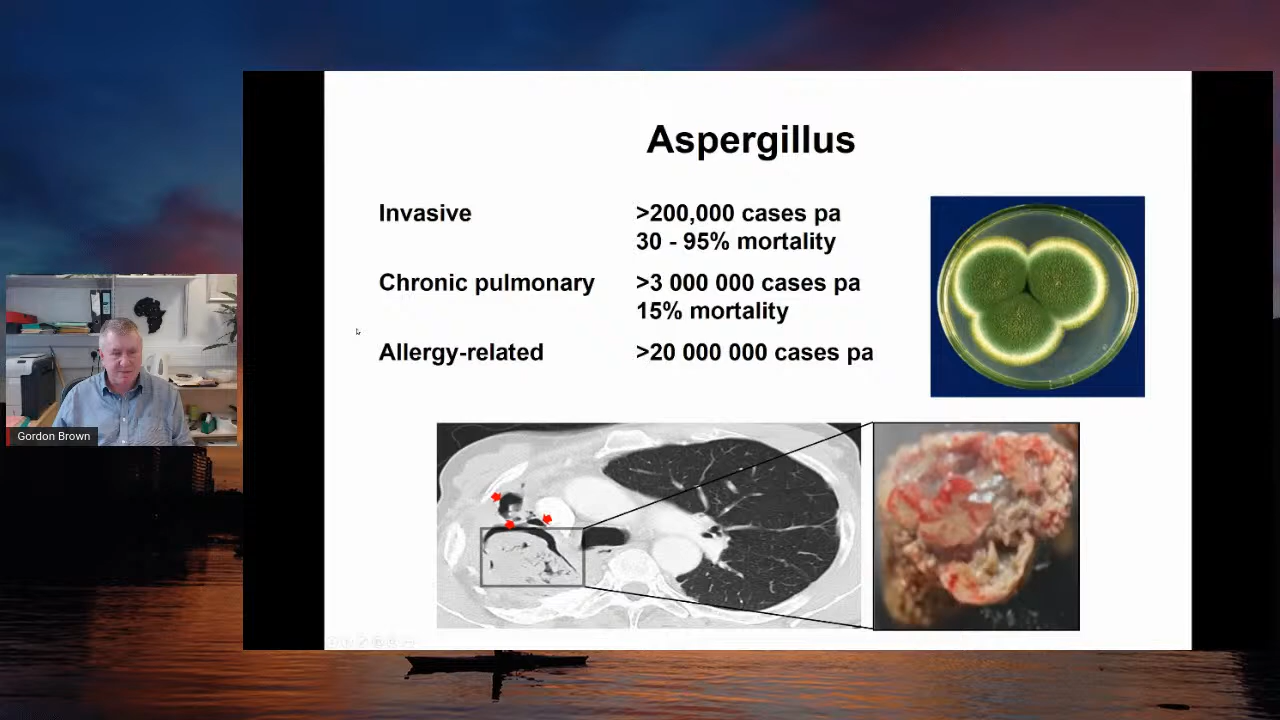 Aspergillus
Invasive
>200,000 cases pa
30 - 95% mortality
Chronic pulmonary
>3 000 000 cases pa
15% mortality
Allergy-related
>20 000 000 cases pa
Gordon Brown